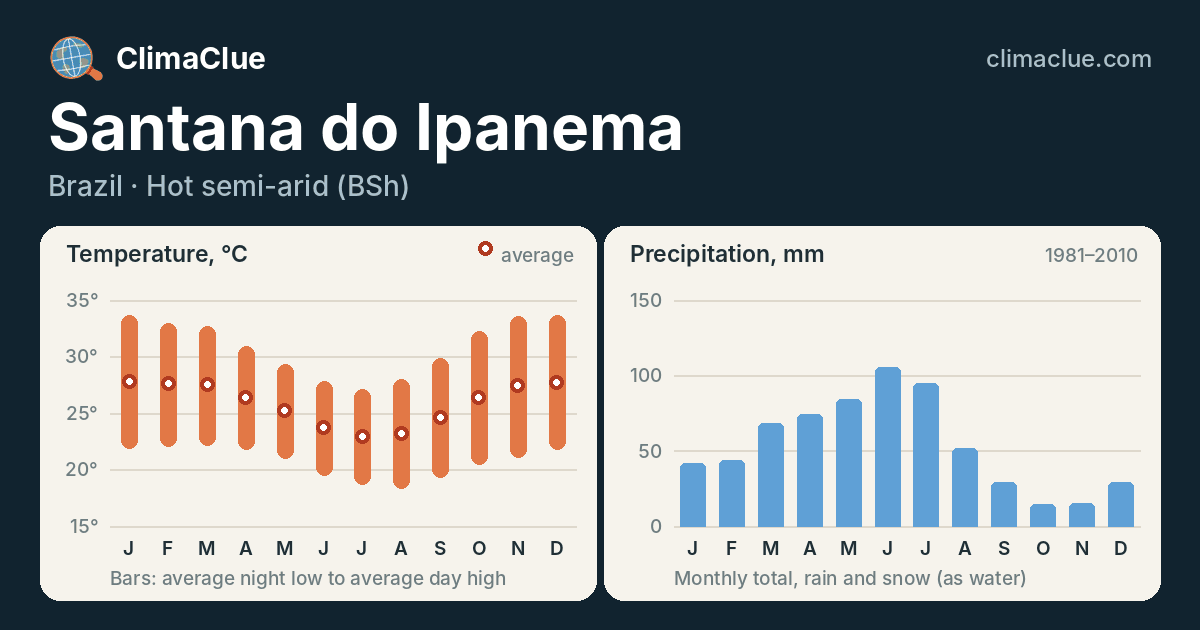 ClimaClue
climaclue.com
Santana do Ipanema
Brazil · Hot semi-arid (BSh)
Temperature, °C
average
35°
30°
25°
20°
15°
J F M A M J J A S O N D
Bars: average night low to average day high
Precipitation, mm
1981–2010
150
100
50
0
J F M A M J J A S O N D
Monthly total, rain and snow (as water)